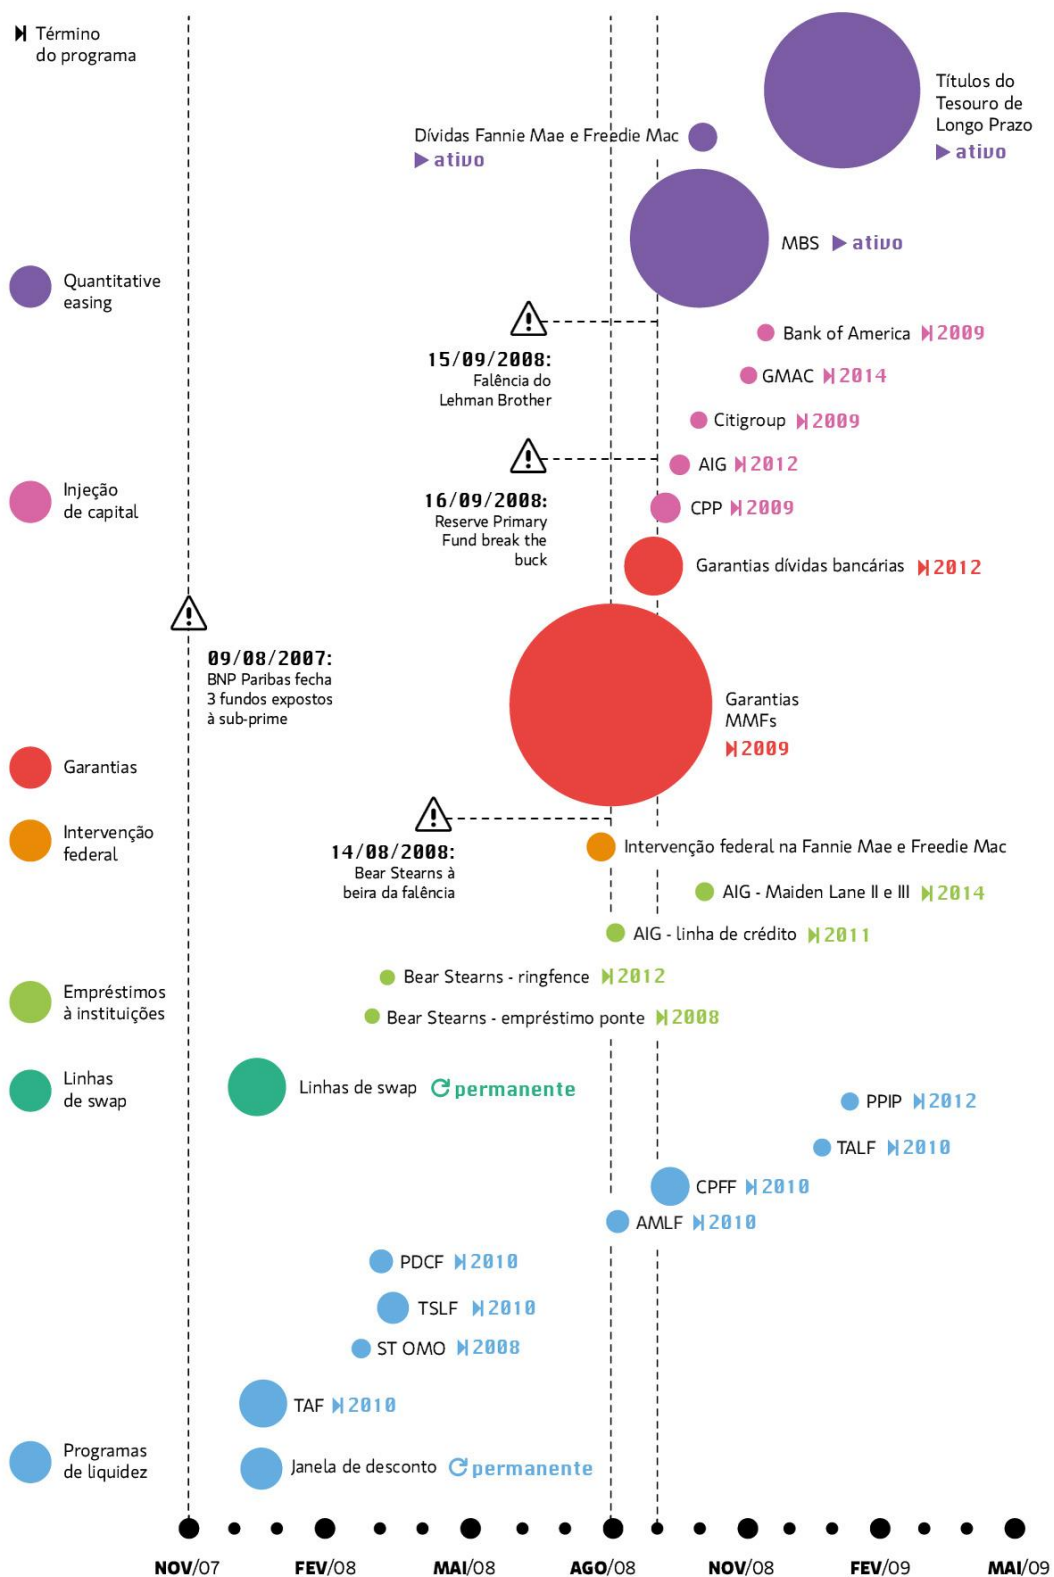 Término
do programa
Títulos do
Tesouro de
Longo Prazo
ativo
Dívidas Fannie Mae e Freedie Mac
ativo
MBS ativo
Quantitative
easing
15/09/2008:
Falência do
Lehman Brother
Bank of America 2009
GMAC 2014
Citigroup 2009
AIG 2012
Injeção
de capital
16/09/2008:
Reserve Primary
Fund break the
buck
CPP 2009
Garantias dívidas bancárias 2012
09/08/2007:
BNP Paribas fecha
3 fundos expostos
à sub-prime
Garantias
MMFs
2009
Garantias
Intervenção
federal
14/08/2008:
Bear Stearns à
beira da falência
Intervenção federal na Fannie Mae e Freedie Mac
AIG - Maiden Lane II e III 2014
AIG - linha de crédito 2011
Bear Stearns - ringfence 2012
Empréstimos
à instituições
Bear Stearns - empréstimo ponte 2008
Linhas
de swap
Linhas de swap permanente
PPIP 2012
TALF 2010
CPFF 2010
AMLF 2010
PDCF 2010
TSLF 2010
ST OMO 2008
TAF 2010
Programas
de liquidez
Janela de desconto permanente
NOV/07 FEV/08 MAI/08 AGO/08 NOV/08 FEV/09 MAI/09